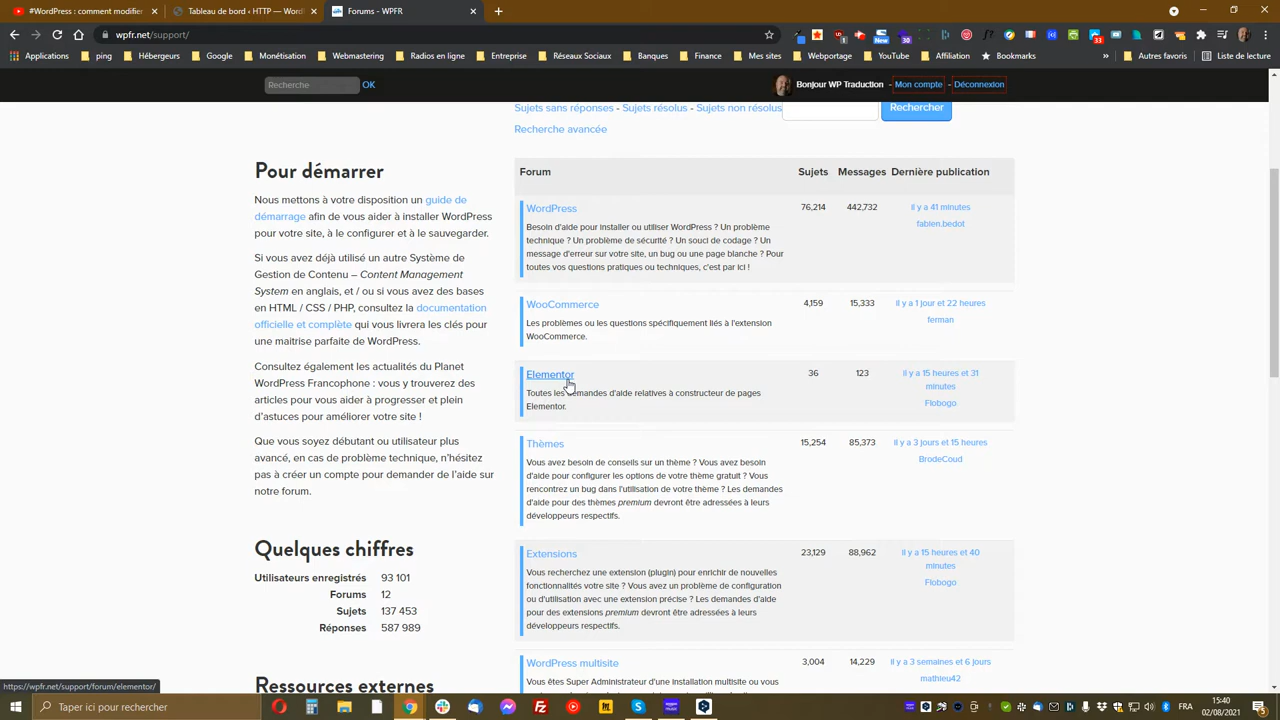 #WordPress : comment modifier
Tableau de bord ‹ HTTP — WordP
Forums – WPFR
wpfr.net/support/
Applications
ping
Hébergeurs
Google
Monétisation
Webmastering
Radios en ligne
Entreprise
Réseaux sociaux
Banques
Finance
Mes sites
Webportage
YouTube
Affiliation
Bookmarks
»
Autres favoris
Liste de lecture
Recherche
OK
Bonjour WP Traduction - Mon compte - Déconnexion
Sujets sans réponses - Sujets résolus - Sujets non résolus
Rechercher
Recherche avancée
Pour démarrer
Nous mettons à votre disposition un guide de
démarrage afin de vous aider à installer WordPress
pour votre site, à le configurer et à le sauvegarder.
Si vous avez déjà utilisé un autre Système de
Gestion de Contenu – Content Management
System en anglais, et / ou si vous avez des bases
en HTML / CSS / PHP, consultez la documentation
officielle et complète qui vous livrera les clés pour
une maitrise parfaite de WordPress.
Consultez également les actualités du Planet
WordPress Francophone : vous y trouverez des
articles pour vous aider à progresser et plein
d'astuces pour améliorer votre site !
Que vous soyez débutant ou utilisateur plus
avancé, en cas de problème technique, n'hésitez
pas à créer un compte pour demander de l'aide sur
notre forum.
Quelques chiffres
Utilisateurs enregistrés 93 101
Forums 12
Sujets 137 453
Réponses 587 989
Ressources externes
Forum Sujets Messages Dernière publication
WordPress 76,214 442,732 Il y a 41 minutes
fabien.bedot
Besoin d'aide pour installer ou utiliser WordPress ? Un problème
technique ? Un problème de sécurité ? Un souci de codage ? Un
message d'erreur sur votre site, un bug ou une page blanche ? Pour
toutes vos questions pratiques ou techniques, c'est par ici !
WooCommerce 4,159 15,333 Il y a 1 jour et 22 heures
ferman
Les problèmes ou les questions spécifiquement liés à l'extension
WooCommerce.
Elementor 36 123 Il y a 15 heures et 31
minutes
Flobogo
Toutes les demandes d'aide relatives à constructeur de pages
Elementor.
Thèmes 15,254 85,373 Il y a 3 jours et 15 heures
BrodeCoud
Vous avez besoin de conseils sur un thème ? Vous avez besoin
d'aide pour configurer les options de votre thème gratuit ? Vous
rencontrez un bug dans l'utilisation de votre thème ? Les demandes
d'aide pour des thèmes premium devront être adressées à leurs
développeurs respectifs.
Extensions 23,129 88,962 Il y a 15 heures et 40
minutes
Flobogo
Vous recherchez une extension (plugin) pour enrichir de nouvelles
fonctionnalités votre site ? Vous avez un problème de configuration
ou d'utilisation avec une extension précise ? Les demandes d'aide
pour des extensions premium devront être adressées à leurs
développeurs respectifs.
WordPress multisite 3,004 14,229 Il y a 3 semaines et 6 jours
mathieu42
Vous êtes Super Administrateur d'une installation multisite ou vous
https://wpfr.net/support/forum/elementor/
Taper ici pour rechercher
FRA
15:40
02/08/2021